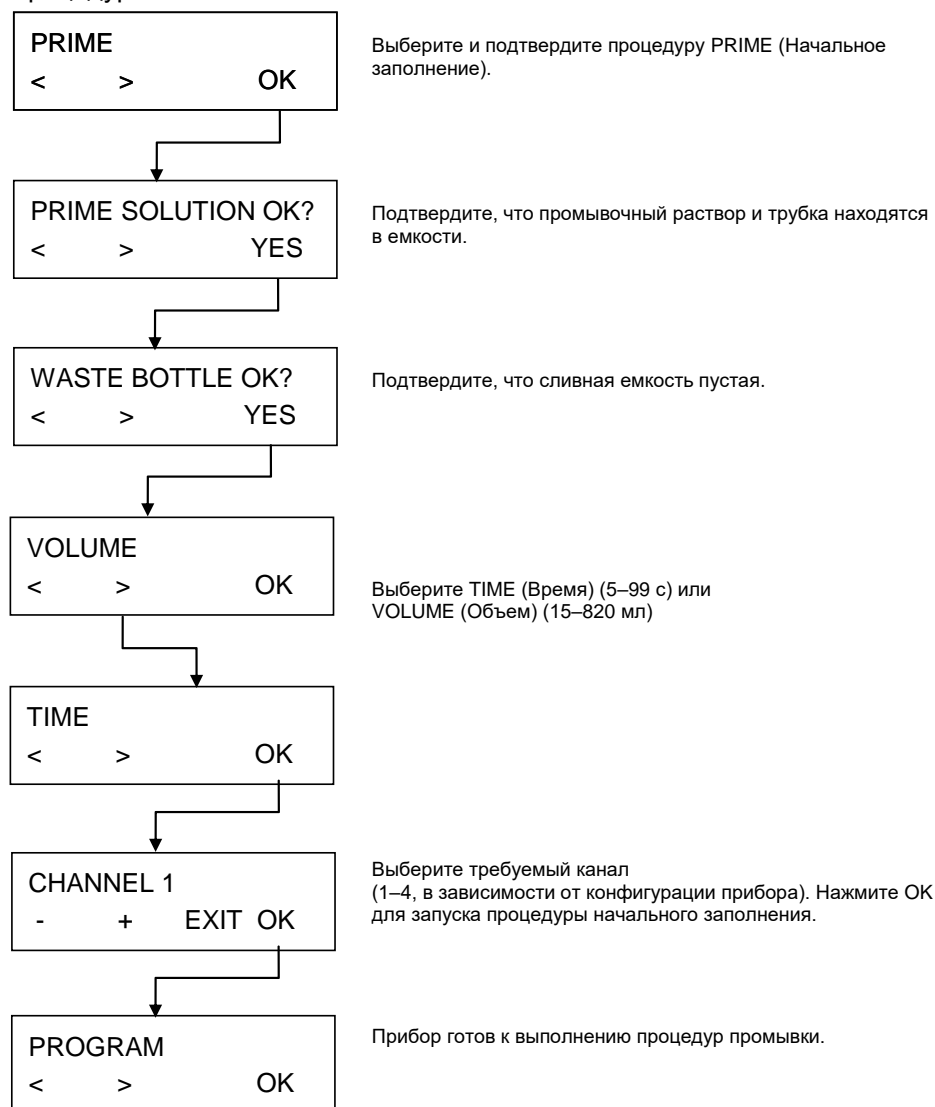 PRIME
< > OK
Выберите и подтвердите процедуру PRIME (Начальное
заполнение).
PRIME SOLUTION OK?
< > YES
Подтвердите, что промывочный раствор и трубка находятся
в емкости.
WASTE BOTTLE OK?
< > YES
Подтвердите, что сливная емкость пустая.
VOLUME
< > OK
Выберите TIME (Время) (5–99 с) или
VOLUME (Объем) (15–820 мл)
TIME
< > OK
CHANNEL 1
- + EXIT OK
Выберите требуемый канал
(1–4, в зависимости от конфигурации прибора). Нажмите OK
для запуска процедуры начального заполнения.
PROGRAM
< > OK
Прибор готов к выполнению процедур промывки.